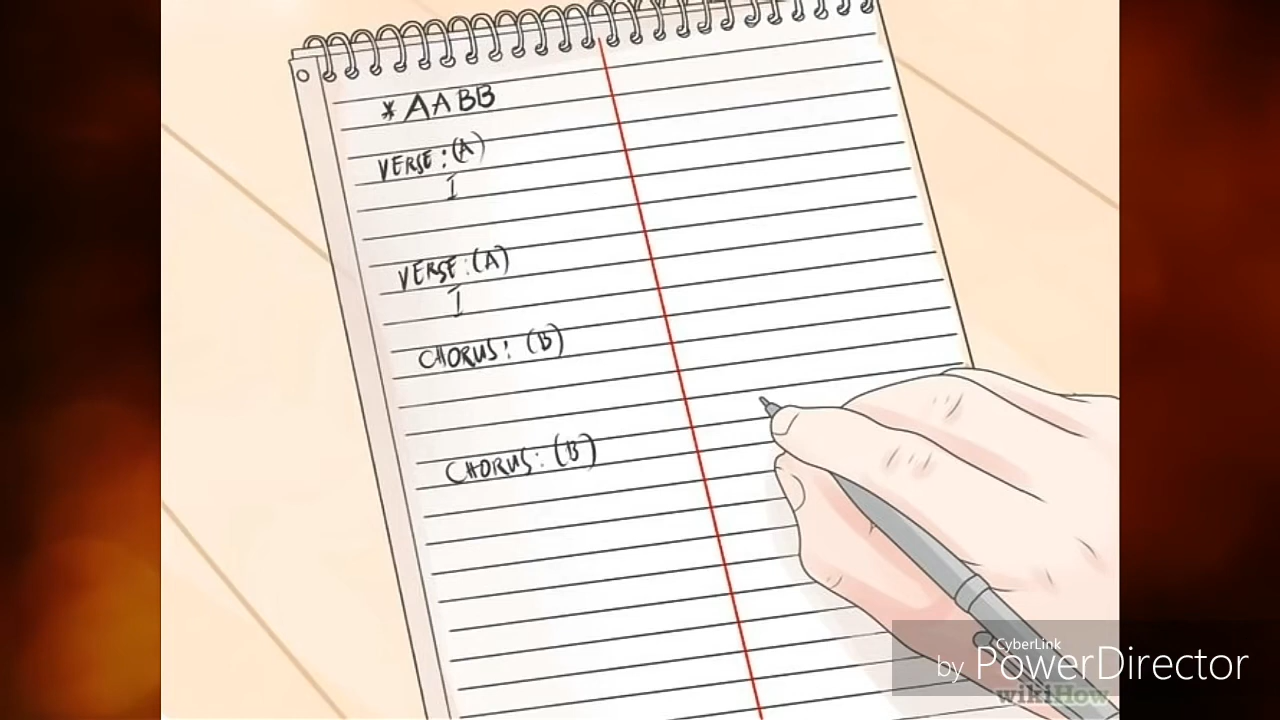 * AABB
VERSE: (A)
I
VERSE: (A)
I
CHORUS: (B)
CHORUS: (B)
CyberLink
by PowerDirector
wikiHow